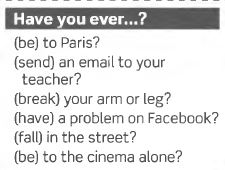 Have you ever...?
(be) to Paris?
(send) an email to your
teacher?
(break) your arm or leg?
(have) a problem on Facebook?
(fall) in the street?
(be) to the cinema alone?